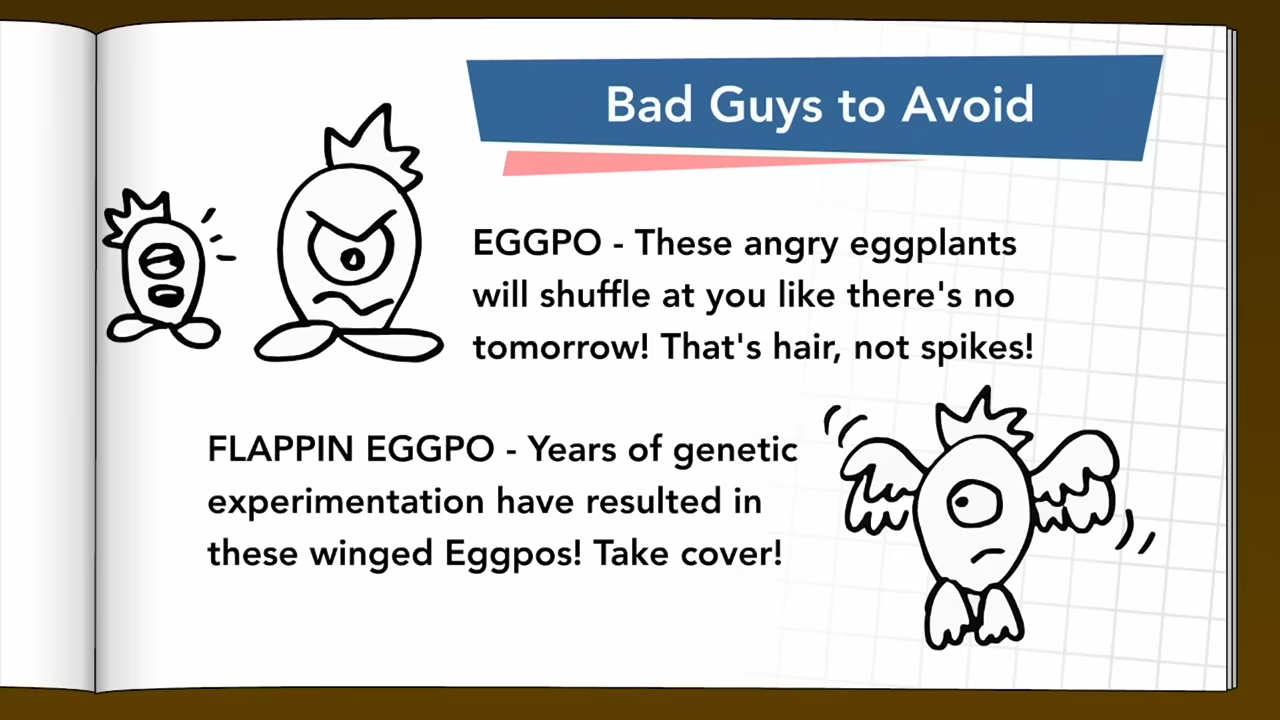 Bad Guys to Avoid
EGGPO - These angry eggplants
will shuffle at you like there's no
tomorrow! That's hair, not spikes!
FLAPPIN EGGPO - Years of genetic
experimentation have resulted in
these winged Eggpos! Take cover!